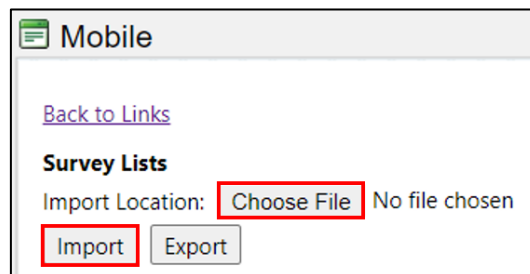 Mobile
Back to Links
Survey Lists
Import Location: Choose File No file chosen
Import Export